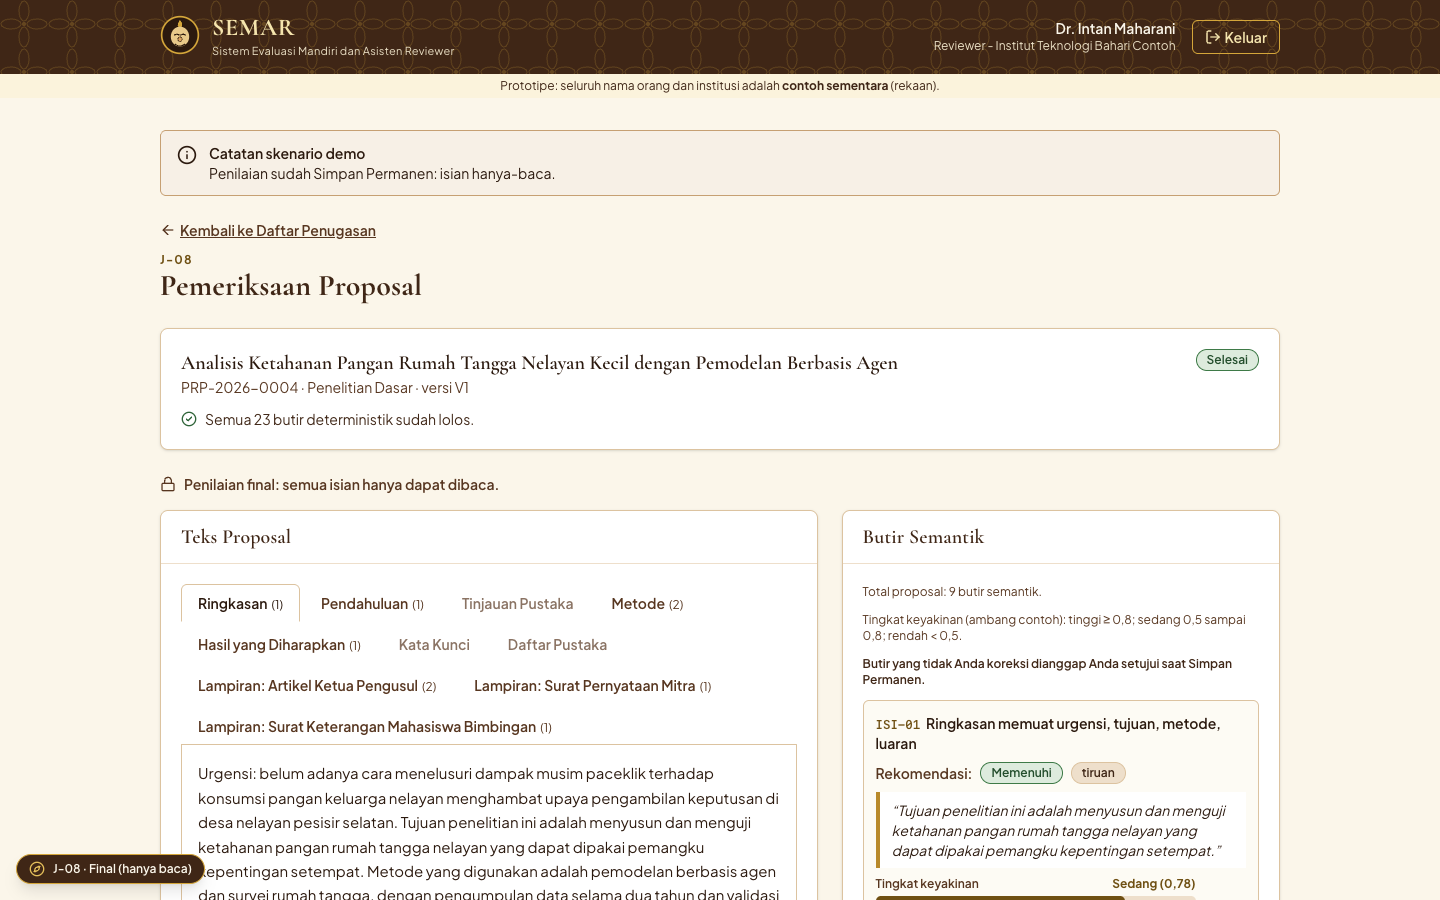 SEMAR
Sistem Evaluasi Mandiri dan Asisten Reviewer
Dr. Intan Maharani
Reviewer - Institut Teknologi Bahari Contoh
Keluar
Prototipe: seluruh nama orang dan institusi adalah contoh sementara (rekaan).
Catatan skenario demo
Penilaian sudah Simpan Permanen: isian hanya-baca.
Kembali ke Daftar Penugasan
J-08
Pemeriksaan Proposal
Analisis Ketahanan Pangan Rumah Tangga Nelayan Kecil dengan Pemodelan Berbasis Agen
Selesai
PRP-2026-0004 · Penelitian Dasar · versi V1
Semua 23 butir deterministik sudah lolos.
Penilaian final: semua isian hanya dapat dibaca.
Teks Proposal
Ringkasan (1) Pendahuluan (1) Tinjauan Pustaka Metode (2)
Hasil yang Diharapkan (1) Kata Kunci Daftar Pustaka
Lampiran: Artikel Ketua Pengusul (2) Lampiran: Surat Pernyataan Mitra (1)
Lampiran: Surat Keterangan Mahasiswa Bimbingan (1)
Urgensi: belum adanya cara menelusuri dampak musim paceklik terhadap
konsumsi pangan keluarga nelayan menghambat upaya pengambilan keputusan di
desa nelayan pesisir selatan. Tujuan penelitian ini adalah menyusun dan menguji
ketahanan pangan rumah tangga nelayan yang dapat dipakai pemangku
kepentingan setempat. Metode yang digunakan adalah pemodelan berbasis agen
dan survei rumah tangga, dengan pengumpulan data selama dua tahun dan validasi
Butir Semantik
Total proposal: 9 butir semantik.
Tingkat keyakinan (ambang contoh): tinggi ≥ 0,8; sedang 0,5 sampai
0,8; rendah < 0,5.
Butir yang tidak Anda koreksi dianggap Anda setujui saat Simpan
Permanen.
ISI-01 Ringkasan memuat urgensi, tujuan, metode,
luaran
Rekomendasi: Memenuhi tiruan
“Tujuan penelitian ini adalah menyusun dan menguji
ketahanan pangan rumah tangga nelayan yang
dapat dipakai pemangku kepentingan setempat.”
Tingkat keyakinan Sedang (0,78)
J-08 · Final (hanya baca)